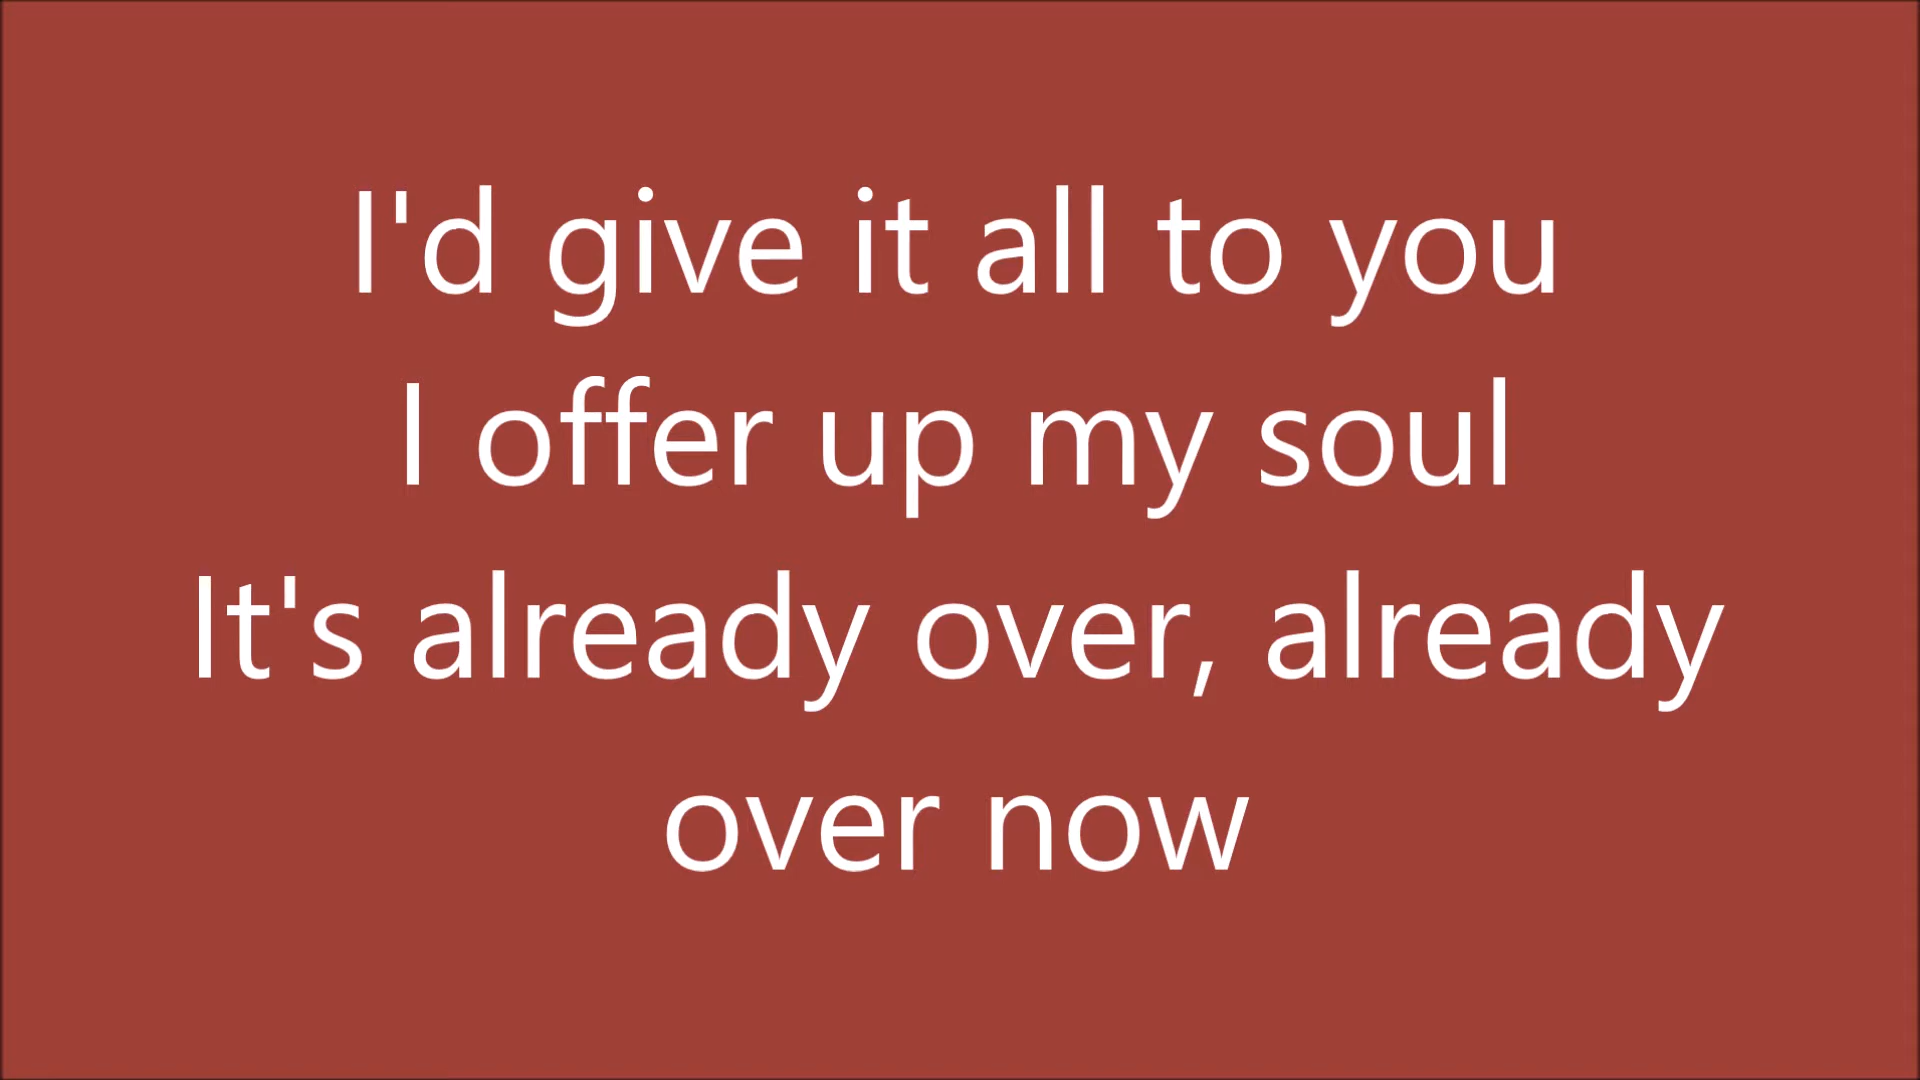 I'd give it all to you
I offer up my soul
It's already over, already
over now